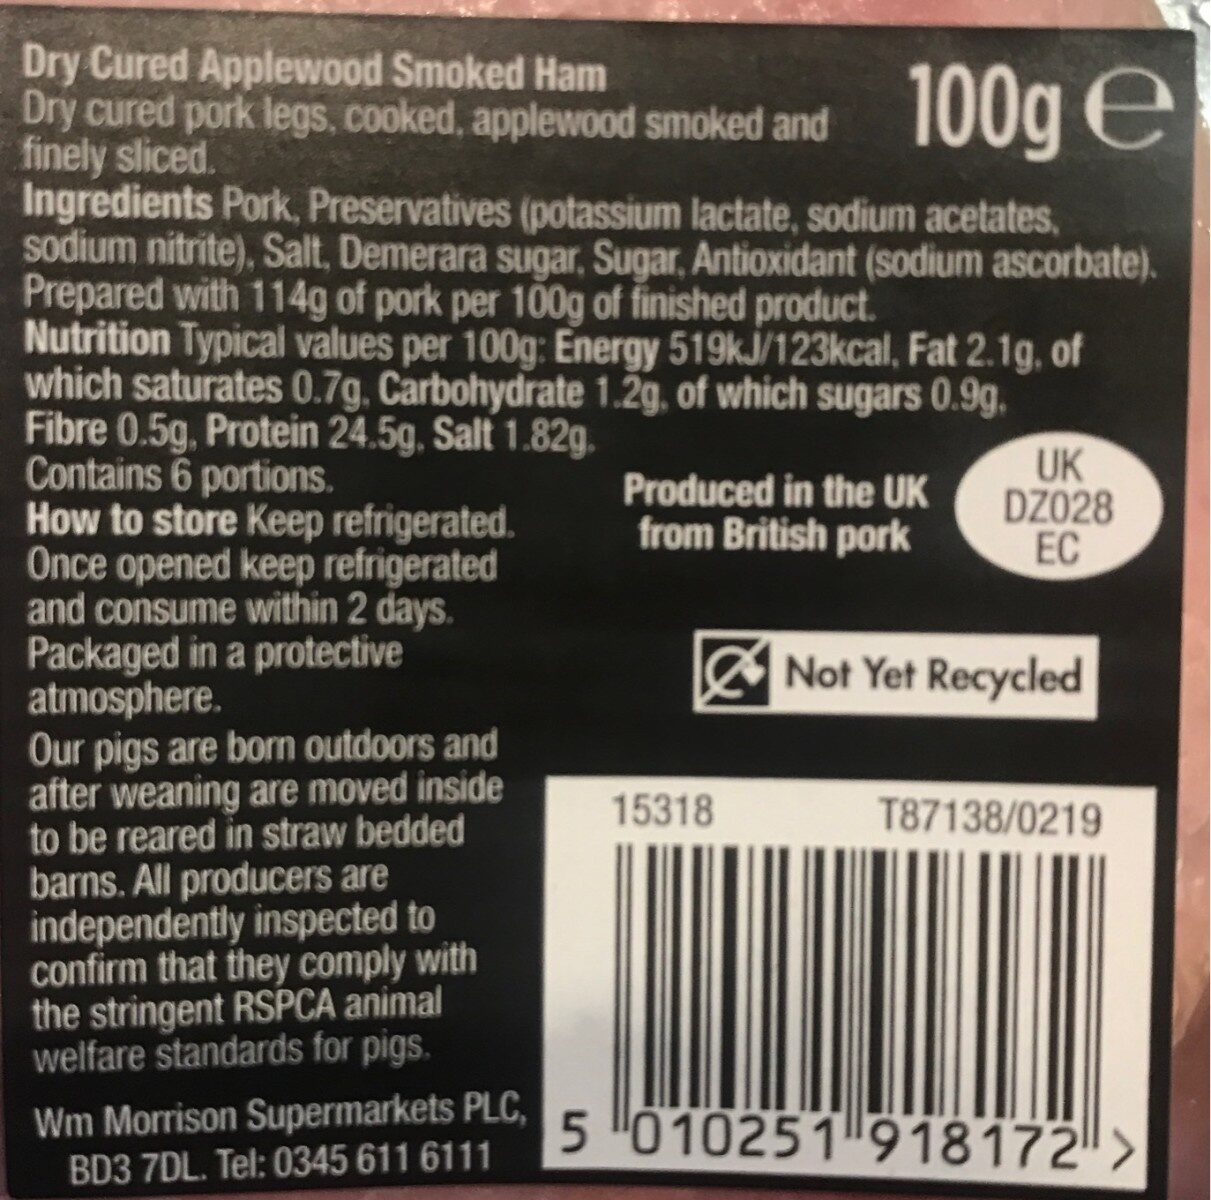 Dry Cured Applewood Smoked Ham
100g ℮
Dry cured pork legs, cooked, applewood smoked and
finely sliced.
Ingredients Pork, Preservatives (potassium lactate, sodium acetates,
sodium nitrite), Salt, Demerara sugar, Sugar, Antioxidant (sodium ascorbate).
Prepared with 114g of pork per 100g of finished product.
Nutrition Typical values per 100g: Energy 519kJ/123kcal, Fat 2.1g, of
which saturates 0.7g, Carbohydrate 1.2g, of which sugars 0.9g,
Fibre 0.5g, Protein 24.5g, Salt 1.82g.
Contains 6 portions.
How to store Keep refrigerated.
Once opened keep refrigerated
and consume within 2 days.
Packaged in a protective
atmosphere.
Our pigs are born outdoors and
after weaning are moved inside
to be reared in straw bedded
barns. All producers are
independently inspected to
confirm that they comply with
the stringent RSPCA animal
welfare standards for pigs.
Wm Morrison Supermarkets PLC,
BD3 7DL. Tel: 0345 611 6111
Produced in the UK
from British pork
UK
DZ028
EC
Not Yet Recycled
15318 T87138/0219
5 010251 918172 >